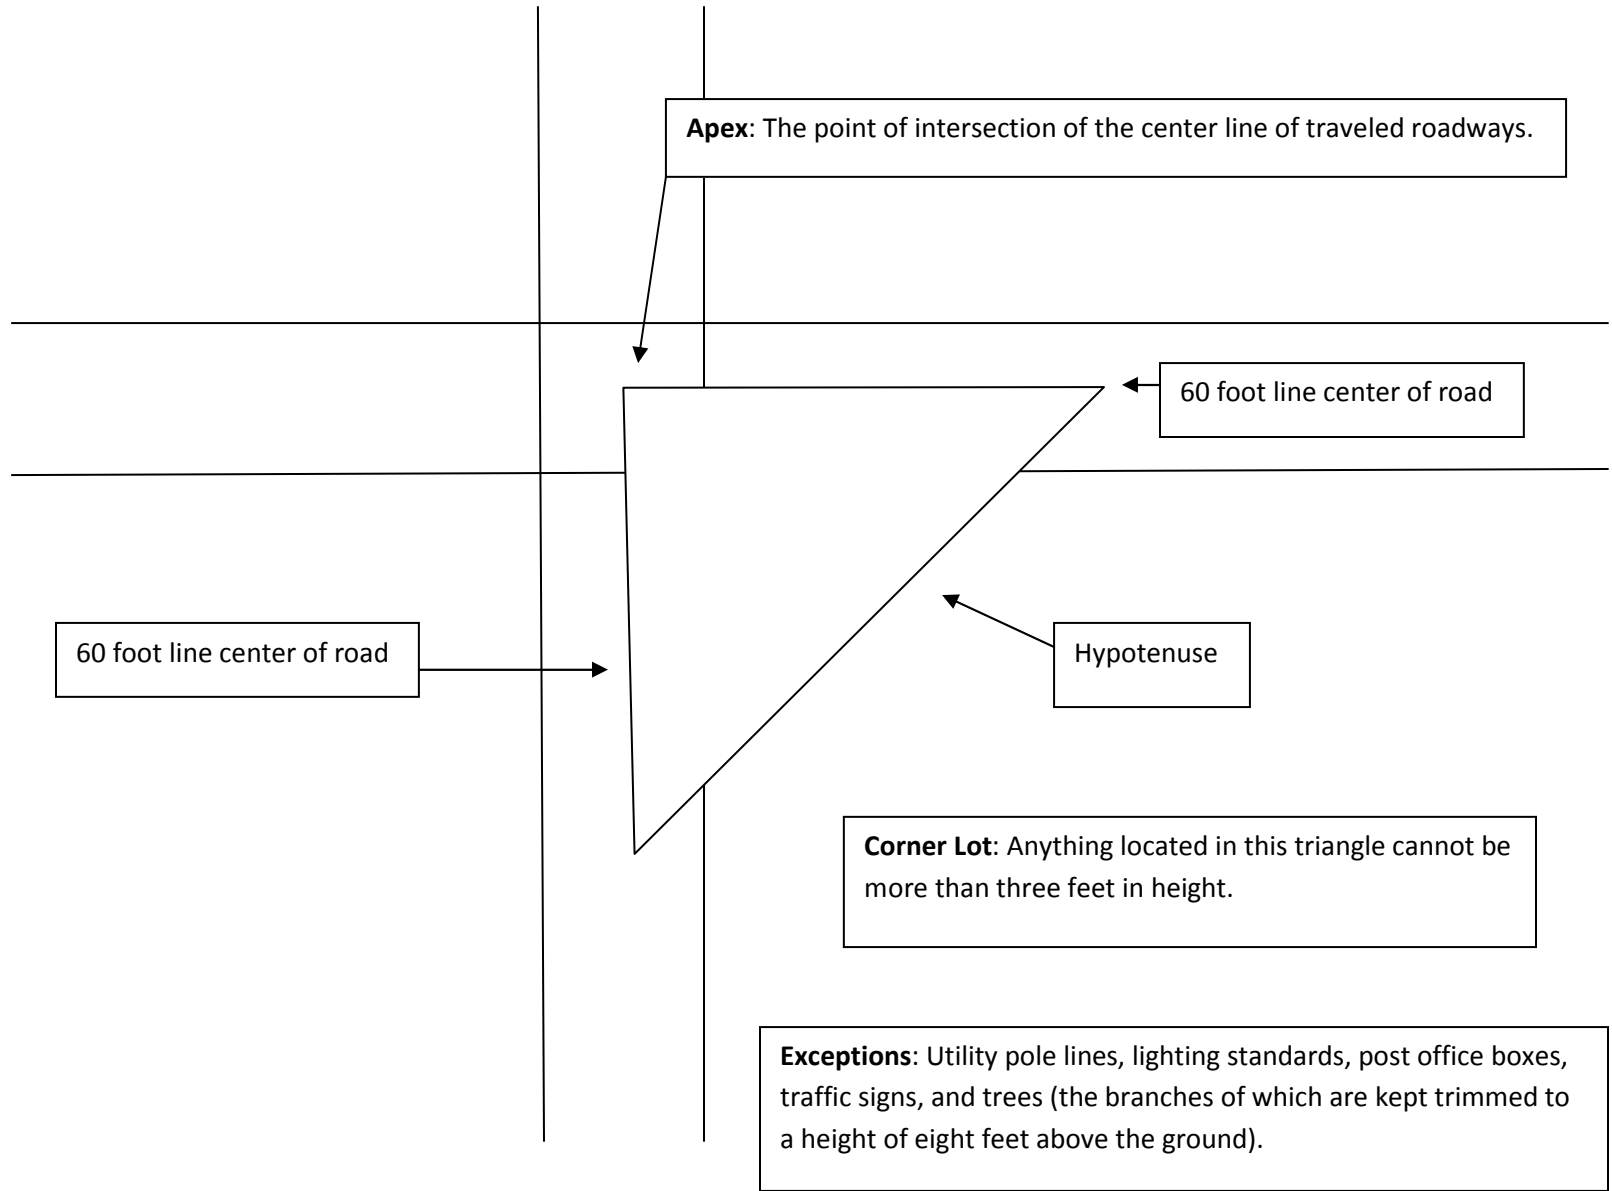 Apex: The point of intersection of the center line of traveled roadways.
60 foot line center of road
60 foot line center of road
Hypotenuse
Corner Lot: Anything located in this triangle cannot be
more than three feet in height.
Exceptions: Utility pole lines, lighting standards, post office boxes,
traffic signs, and trees (the branches of which are kept trimmed to
a height of eight feet above the ground).